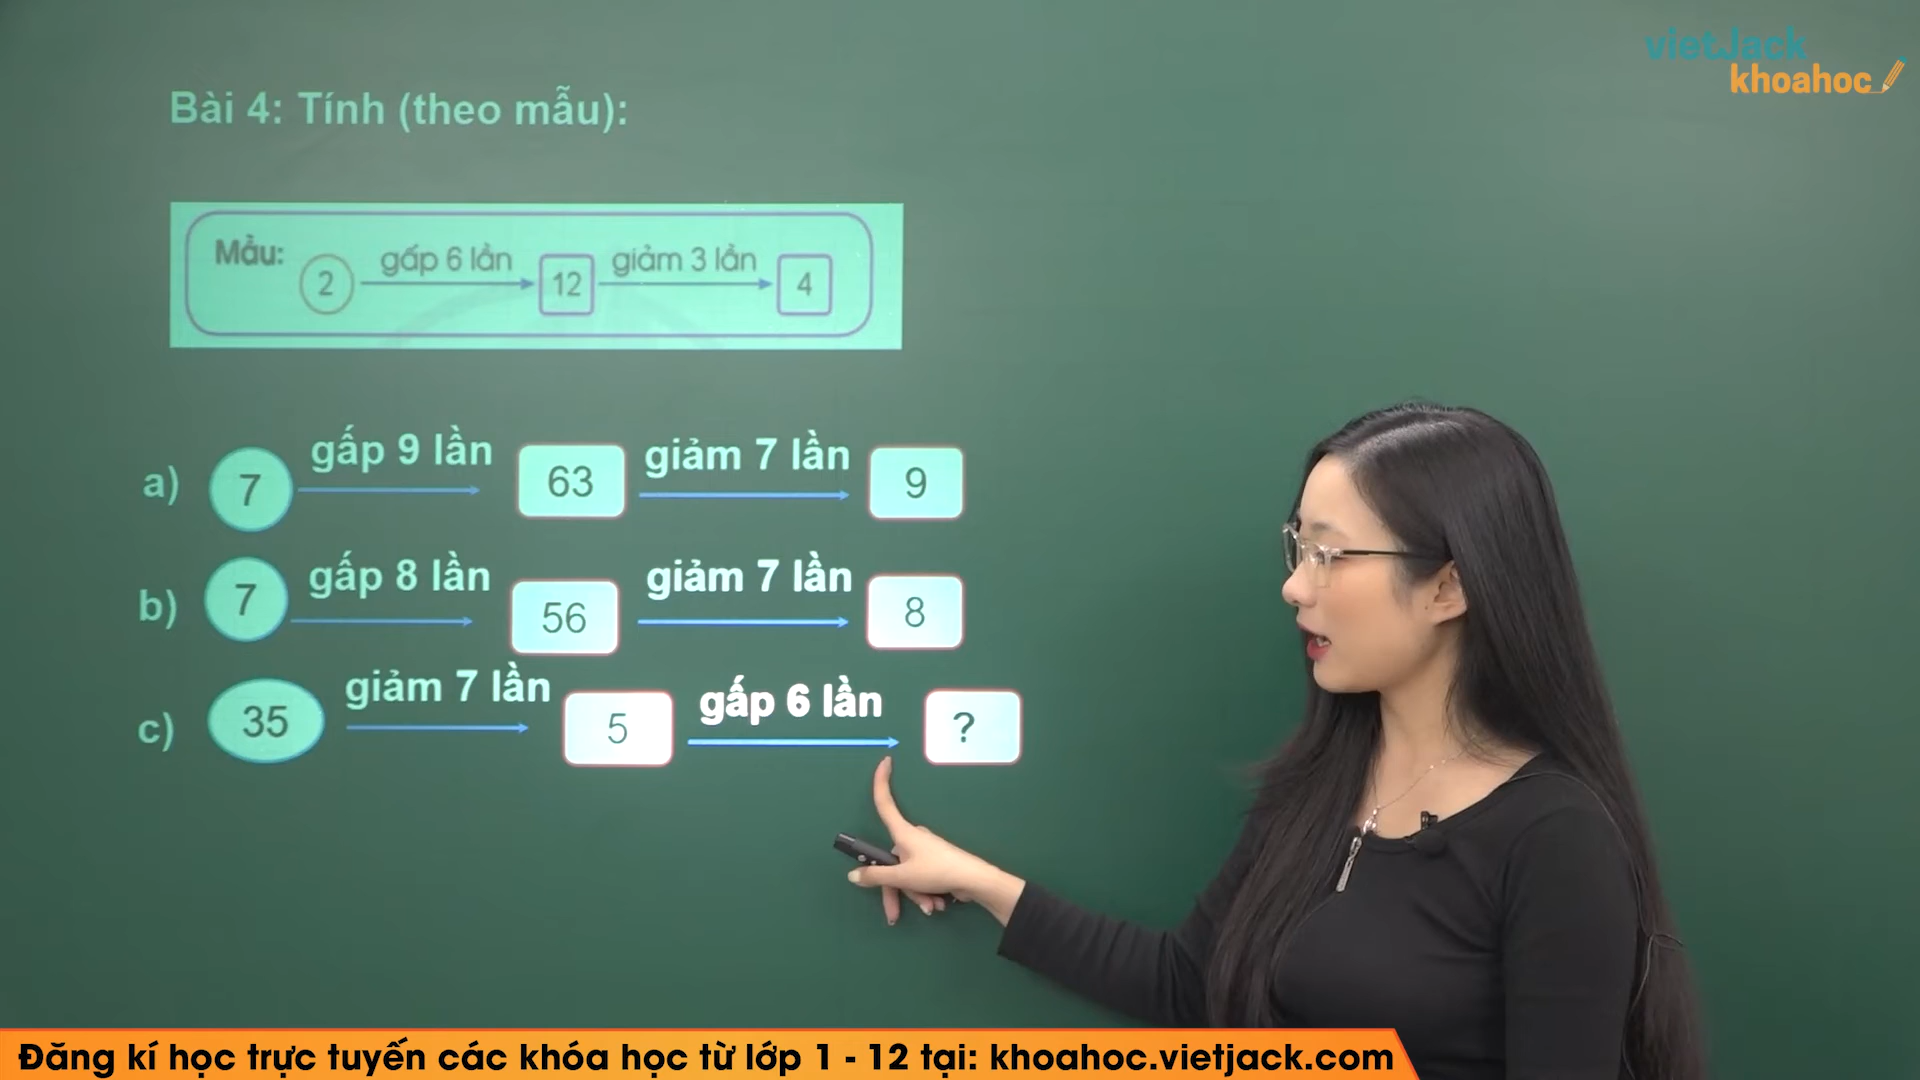 vietJack
khoahoc
Bài 4: Tính (theo mẫu):
Mẫu: 2 gấp 6 lần 12 giảm 3 lần 4
a) 7 gấp 9 lần 63 giảm 7 lần 9
b) 7 gấp 8 lần 56 giảm 7 lần 8
c) 35 giảm 7 lần 5 gấp 6 lần ?
Đăng kí học trực tuyến các khóa học từ lớp 1 - 12 tại: khoahoc.vietjack.com